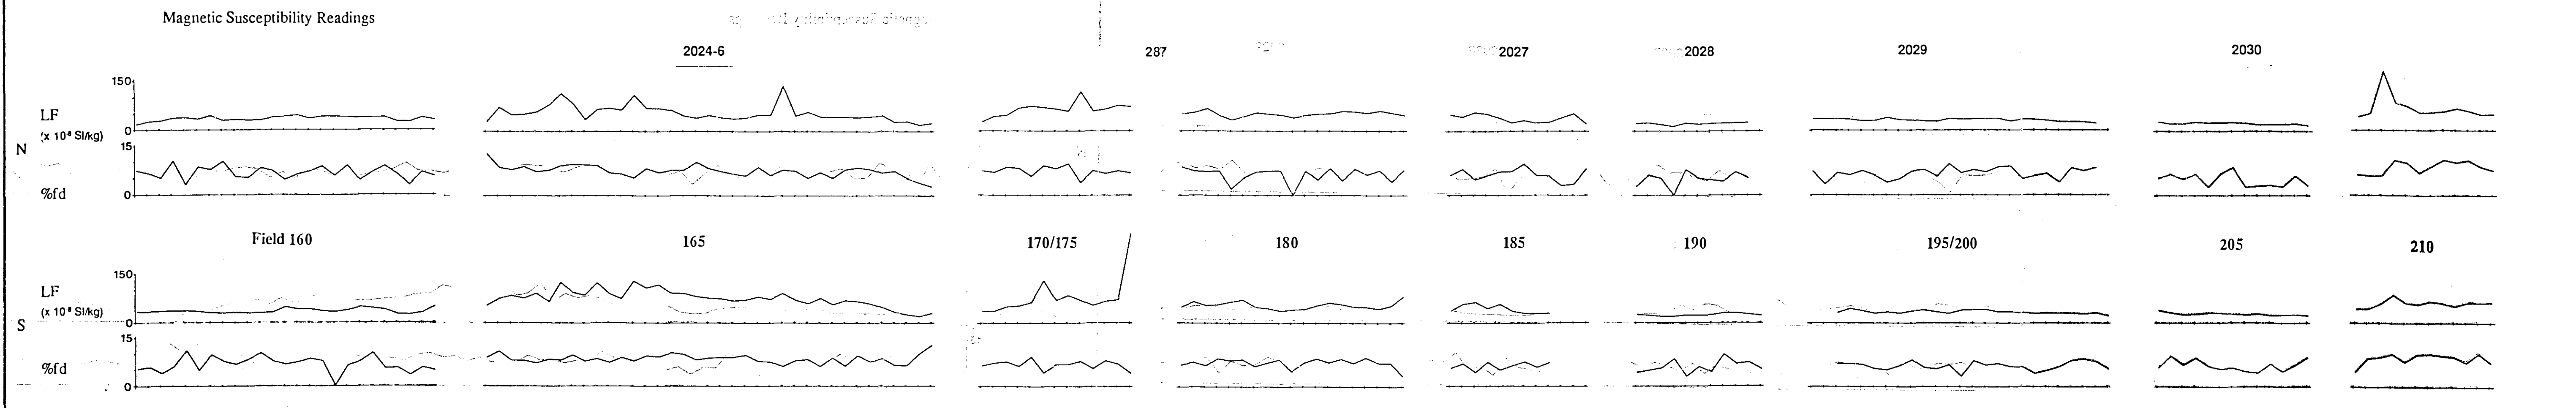 Magnetic Susceptibility Readings
2024-6 287 2027 2028 2029 2030
150
LF
(x 10⁻⁸ SI/kg)
0
N
15
%fd
0
Field 160 165 170/175 180 185 190 195/200 205 210
150
LF
(x 10⁻⁸ SI/kg)
0
S
15
%fd
0